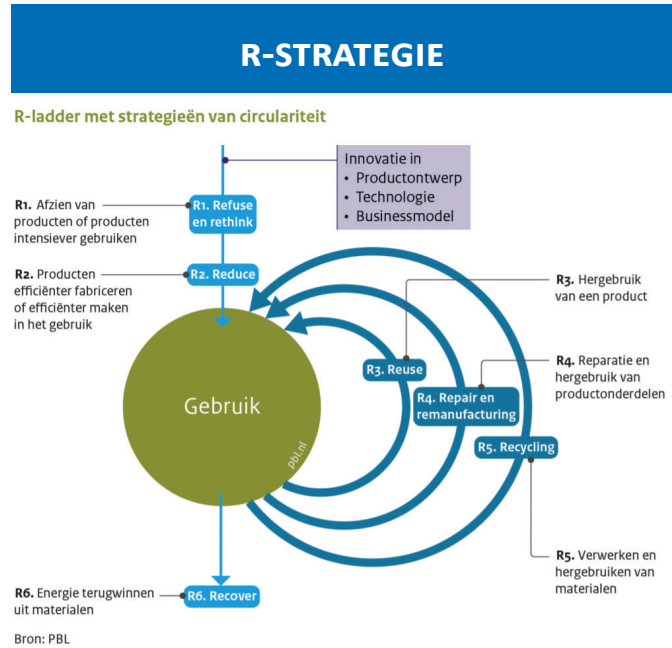 R-STRATEGIE
R-ladder met strategieën van circulariteit
Innovatie in
• Productontwerp
• Technologie
• Businessmodel
R1. Afzien van
producten of producten
intensiever gebruiken
R1. Refuse
en rethink
R2. Producten
efficiënter fabriceren
of efficiënter maken
in het gebruik
R2. Reduce
R3. Hergebruik
van een product
R3. Reuse
R4. Reparatie en
hergebruik van
productonderdelen
R4. Repair en
remanufacturing
Gebruik
pbl.nl
R5. Recycling
R5. Verwerken en
hergebruiken van
materialen
R6. Energie terugwinnen
uit materialen
R6. Recover
Bron: PBL